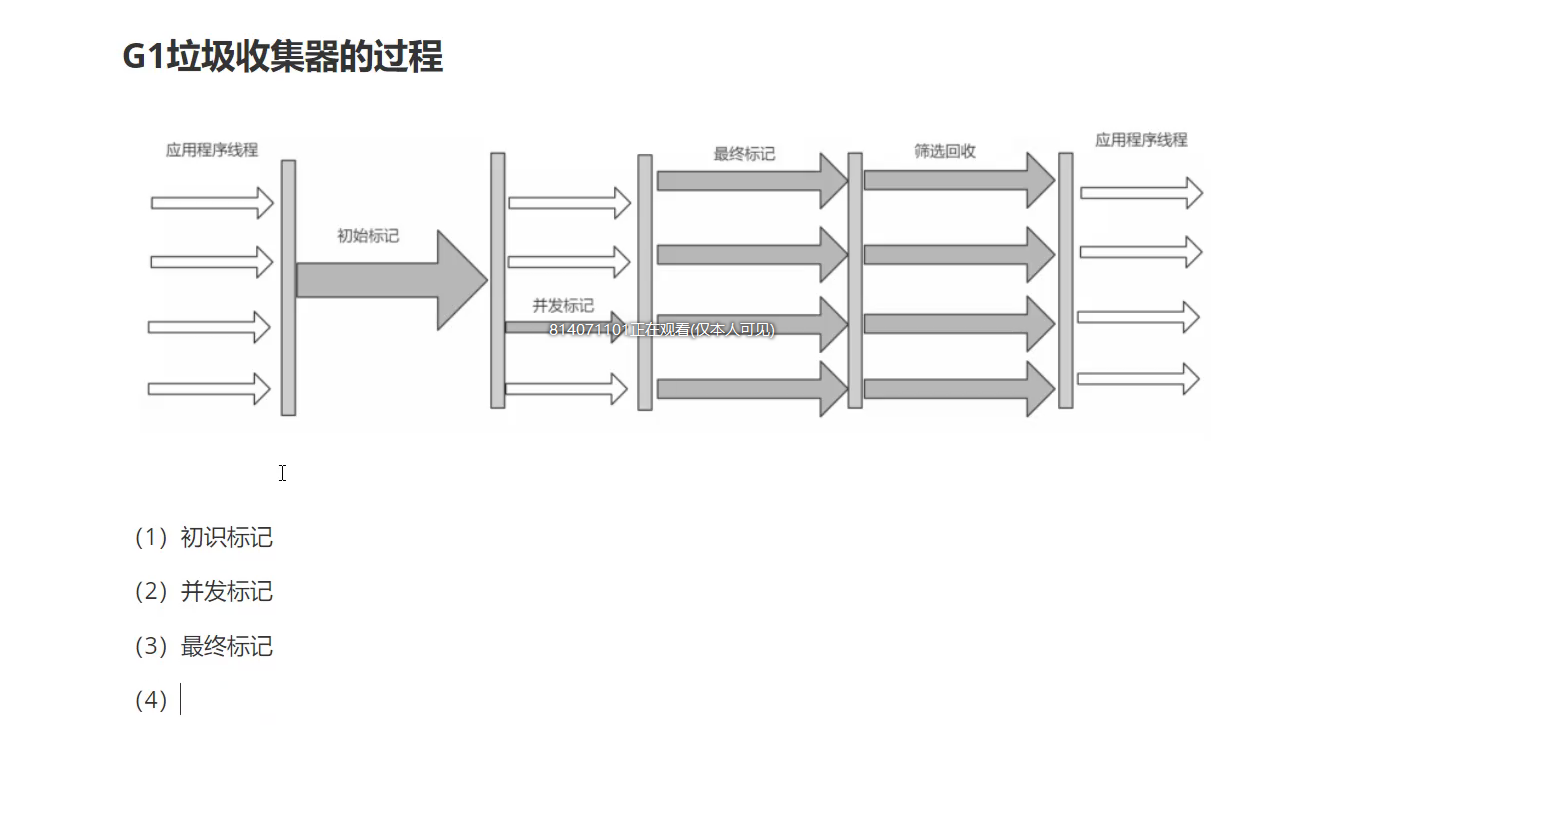 G1垃圾收集器的过程
应用程序线程
初始标记
并发标记
最终标记
筛选回收
应用程序线程
814071101正在观看(仅本人可见)
（1）初识标记
（2）并发标记
（3）最终标记
（4）